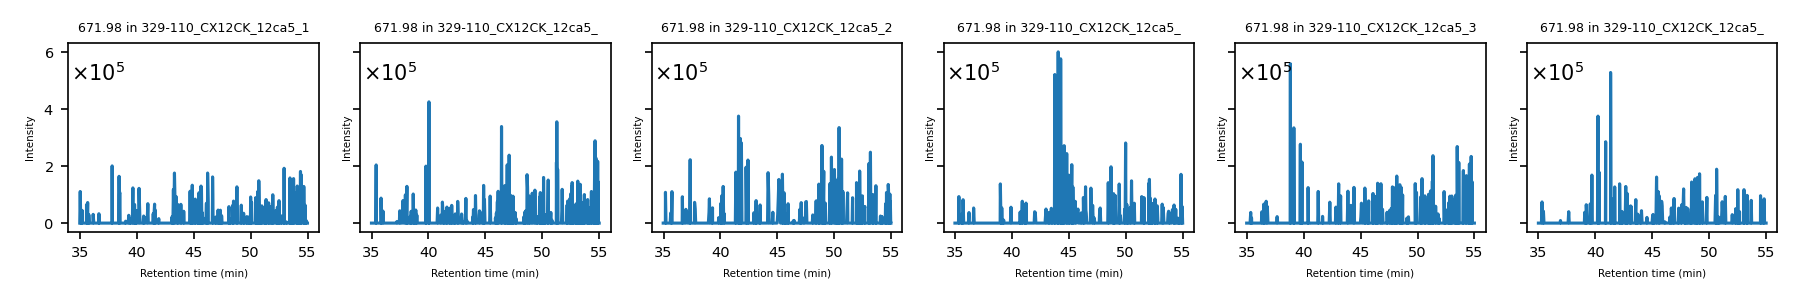 671.98 in 329-110_CX12CK_12ca5_1
671.98 in 329-110_CX12CK_12ca5_
671.98 in 329-110_CX12CK_12ca5_2
671.98 in 329-110_CX12CK_12ca5_
671.98 in 329-110_CX12CK_12ca5_3
671.98 in 329-110_CX12CK_12ca5_
×10⁵
×10⁵
×10⁵
×10⁵
×10⁵
×10⁵
6
4
2
0
Intensity
Intensity
Intensity
Intensity
Intensity
Intensity
35 40 45 50 55
35 40 45 50 55
35 40 45 50 55
35 40 45 50 55
35 40 45 50 55
35 40 45 50 55
Retention time (min)
Retention time (min)
Retention time (min)
Retention time (min)
Retention time (min)
Retention time (min)